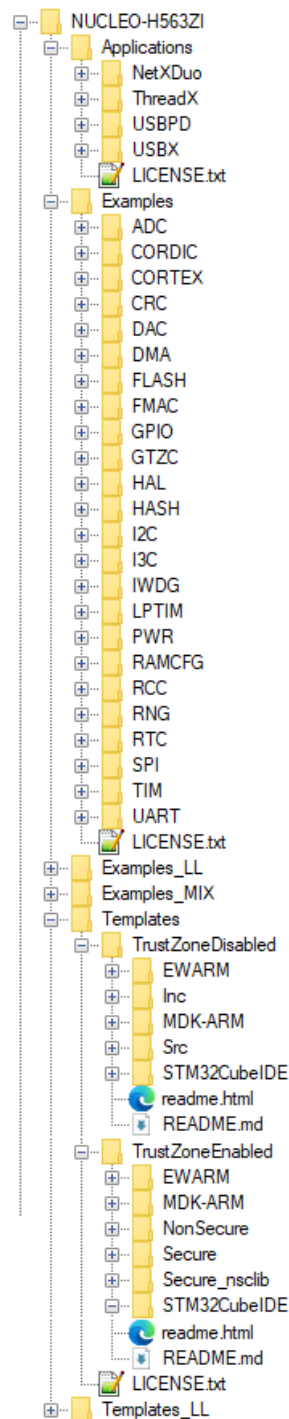 NUCLEO-H563ZI
Applications
NetXDuo
ThreadX
USBPD
USBX
LICENSE.txt
Examples
ADC
CORDIC
CORTEX
CRC
DAC
DMA
FLASH
FMAC
GPIO
GTZC
HAL
HASH
I2C
I3C
IWDG
LPTIM
PWR
RAMCFG
RCC
RNG
RTC
SPI
TIM
UART
LICENSE.txt
Examples_LL
Examples_MIX
Templates
TrustZoneDisabled
EWARM
Inc
MDK-ARM
Src
STM32CubeIDE
readme.html
README.md
TrustZoneEnabled
EWARM
MDK-ARM
NonSecure
Secure
Secure_nsclib
STM32CubeIDE
readme.html
README.md
LICENSE.txt
Templates_LL